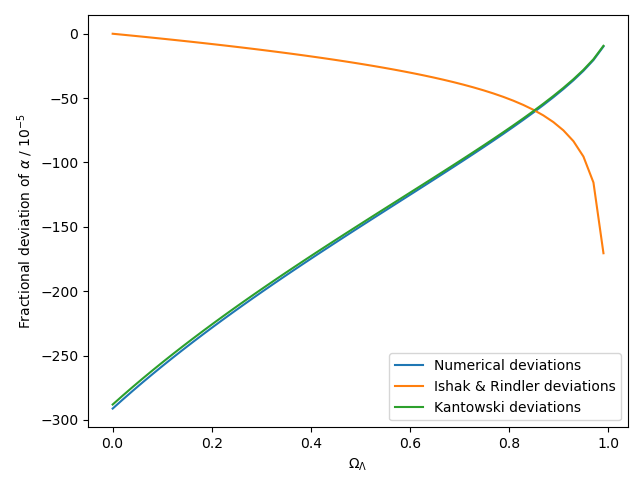 Fractional deviation of α / 10⁻⁵
0
−50
−100
−150
−200
−250
−300
0.0 0.2 0.4 0.6 0.8 1.0
Ω_Λ
Numerical deviations
Ishak & Rindler deviations
Kantowski deviations